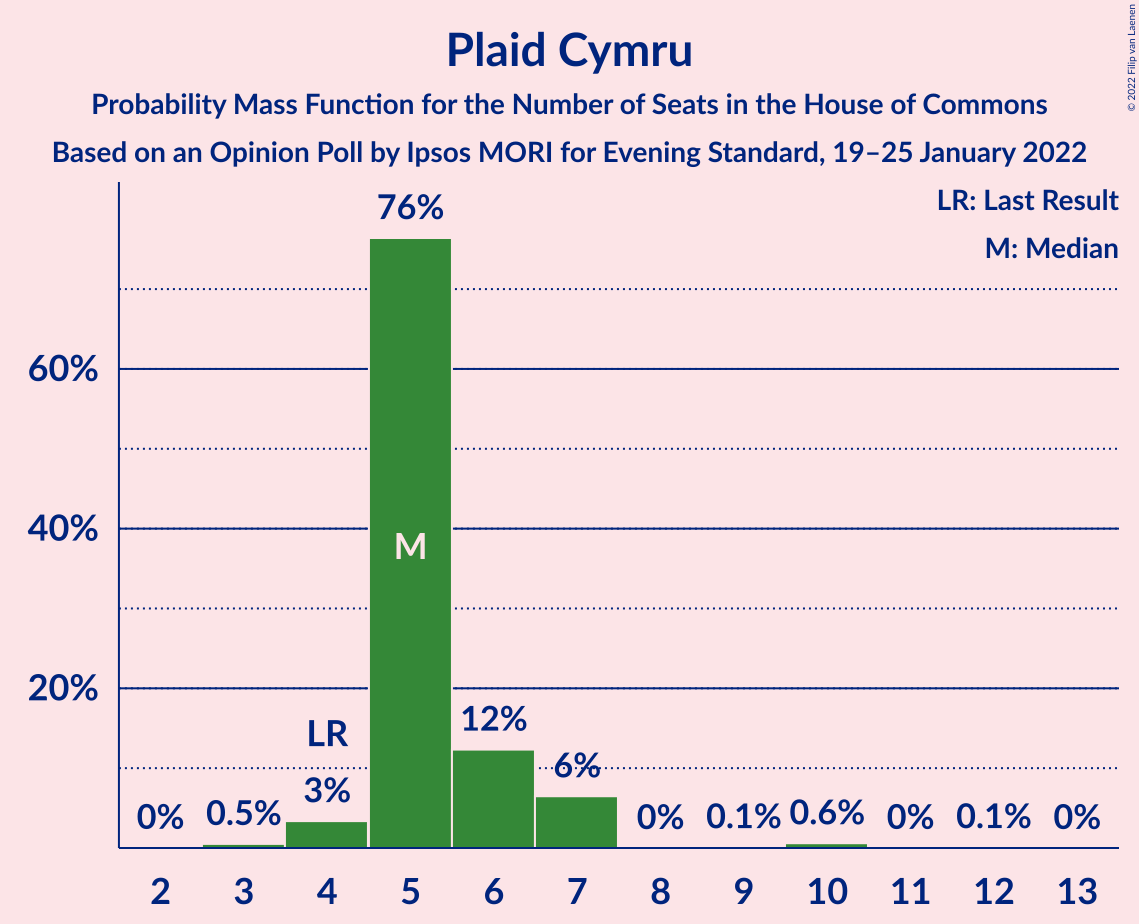 Plaid Cymru
Probability Mass Function for the Number of Seats in the House of Commons
Based on an Opinion Poll by Ipsos MORI for Evening Standard, 19–25 January 2022
© 2022 Filip van Laenen
LR: Last Result
M: Median
76%
60%
40%
M
20%
12%
LR
6%
3%
0% 0.5% 0% 0.1% 0.6% 0% 0.1% 0%
2 3 4 5 6 7 8 9 10 11 12 13